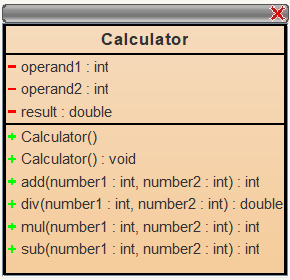 Calculator
- operand1 : int
- operand2 : int
- result : double
+ Calculator()
+ Calculator() : void
+ add(number1 : int, number2 : int) : int
+ div(number1 : int, number2 : int) : double
+ mul(number1 : int, number2 : int) : int
+ sub(number1 : int, number2 : int) : int